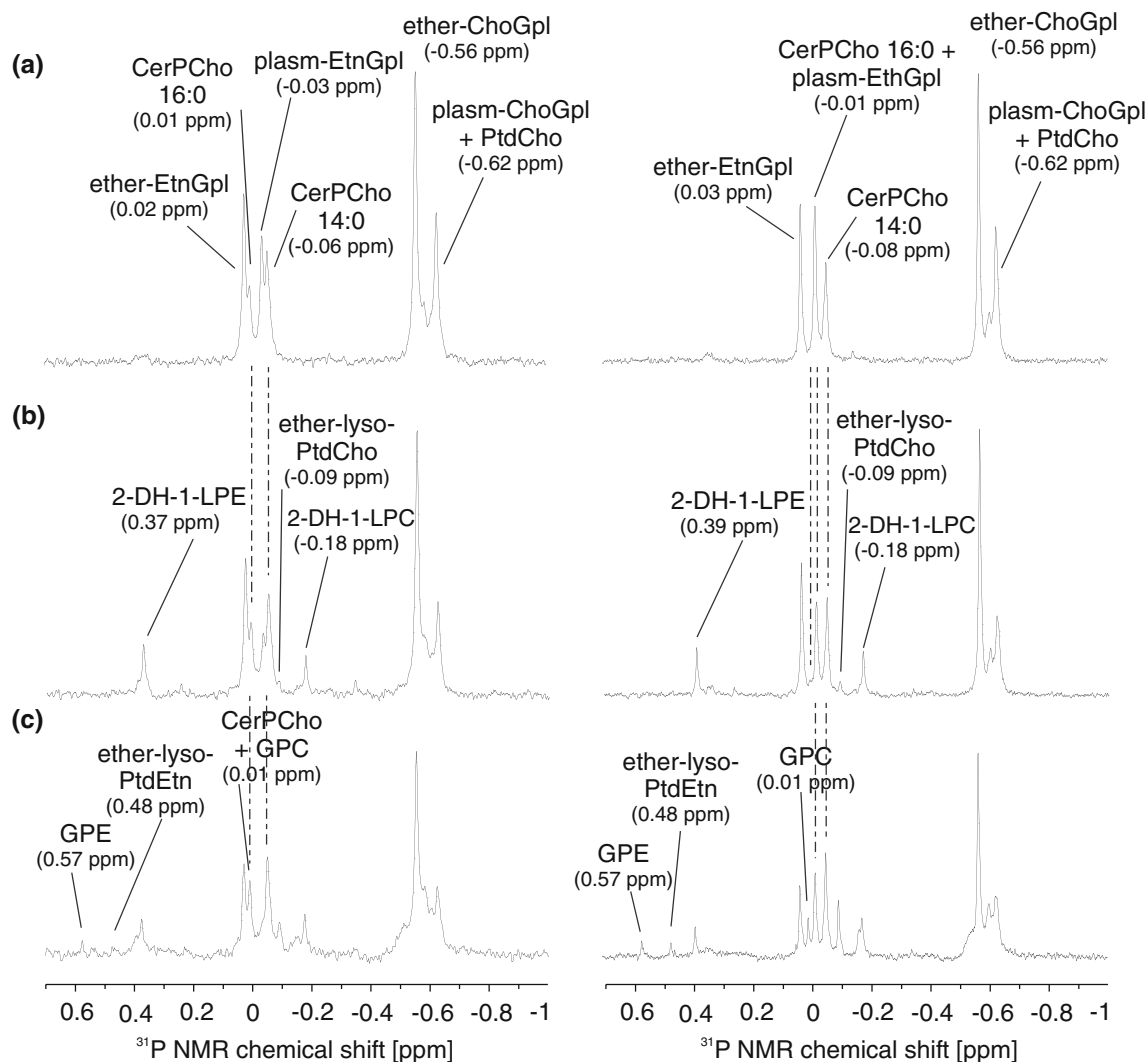 (a)
CerPCho
16:0
(0.01 ppm)
plasm-EtnGpl
(-0.03 ppm)
ether-ChoGpl
(-0.56 ppm)
plasm-ChoGpl
+ PtdCho
(-0.62 ppm)
ether-EtnGpl
(0.02 ppm)
CerPCho
14:0
(-0.06 ppm)
CerPCho 16:0 +
plasm-EthGpl
(-0.01 ppm)
ether-ChoGpl
(-0.56 ppm)
plasm-ChoGpl
+ PtdCho
(-0.62 ppm)
ether-EtnGpl
(0.03 ppm)
CerPCho
14:0
(-0.08 ppm)
(b)
2-DH-1-LPE
(0.37 ppm)
ether-lyso-
PtdCho
(-0.09 ppm)
2-DH-1-LPC
(-0.18 ppm)
2-DH-1-LPE
(0.39 ppm)
ether-lyso-
PtdCho
(-0.09 ppm)
2-DH-1-LPC
(-0.18 ppm)
(c)
GPE
(0.57 ppm)
ether-lyso-
PtdEtn
(0.48 ppm)
CerPCho
+ GPC
(0.01 ppm)
GPE
(0.57 ppm)
ether-lyso-
PtdEtn
(0.48 ppm)
GPC
(0.01 ppm)
0.6 0.4 0.2 0 -0.2 -0.4 -0.6 -0.8 -1
31P NMR chemical shift [ppm]
0.6 0.4 0.2 0 -0.2 -0.4 -0.6 -0.8 -1
31P NMR chemical shift [ppm]